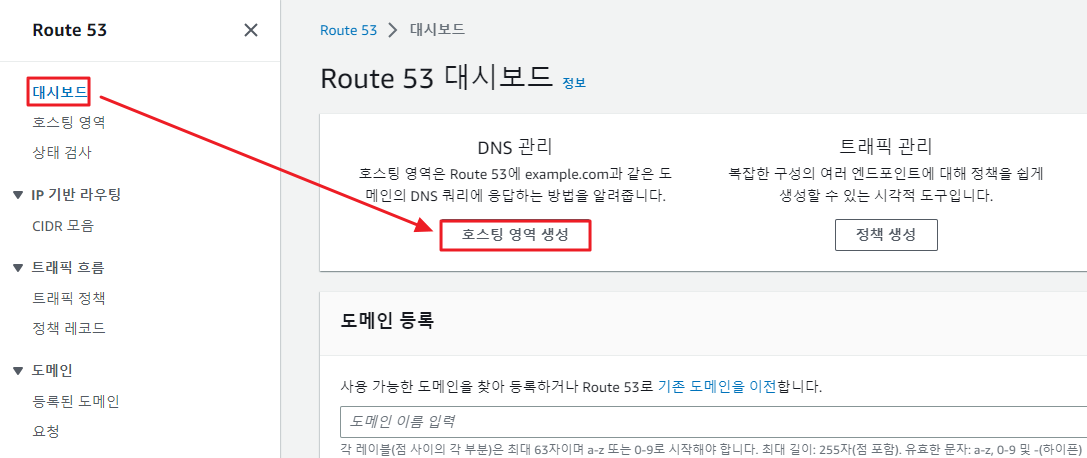 Route 53
대시보드
호스팅 영역
상태 검사
IP 기반 라우팅
CIDR 모음
트래픽 흐름
트래픽 정책
정책 레코드
도메인
등록된 도메인
요청
Route 53 대시보드
Route 53 대시보드 정보
DNS 관리
호스팅 영역은 Route 53에 example.com과 같은 도
메인의 DNS 쿼리에 응답하는 방법을 알려줍니다.
호스팅 영역 생성
트래픽 관리
복잡한 구성의 여러 엔드포인트에 대해 정책을 쉽게
생성할 수 있는 시각적 도구입니다.
정책 생성
도메인 등록
사용 가능한 도메인을 찾아 등록하거나 Route 53로 기존 도메인을 이전합니다.
도메인 이름 입력
각 레이블(점 사이의 각 부분)은 최대 63자이며 a-z 또는 0-9로 시작해야 합니다. 최대 길이: 255자(점 포함). 유효한 문자: a-z, 0-9 및 -(하이픈)